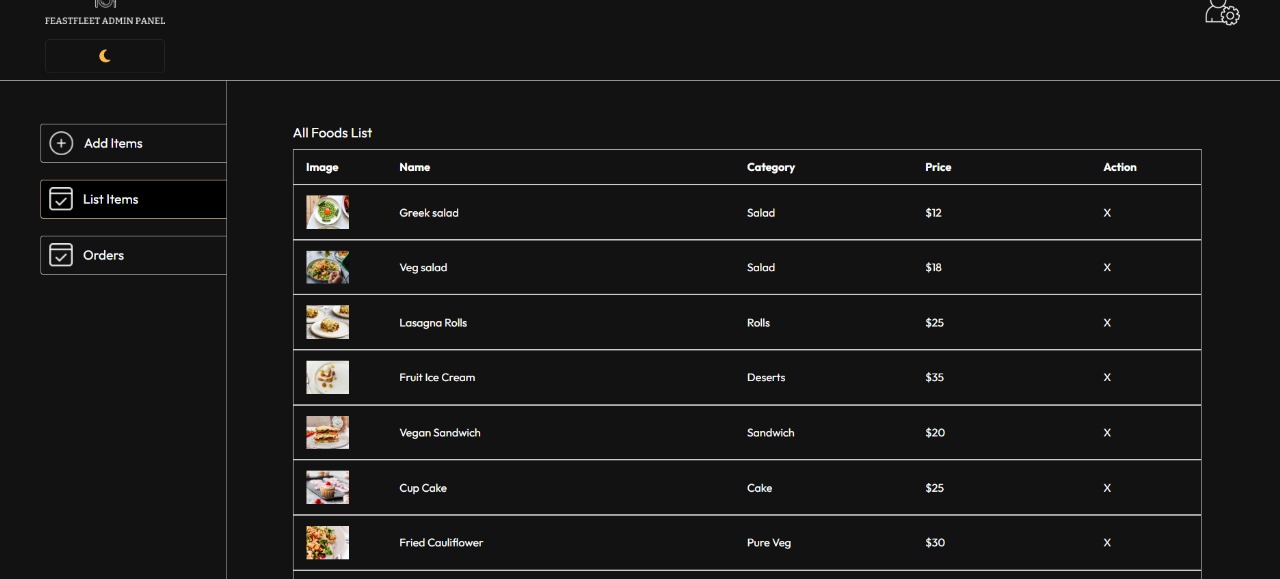 FEASTFLEET ADMIN PANEL
Add Items
List Items
Orders
All Foods List
Image Name Category Price Action
Greek salad Salad $12 X
Veg salad Salad $18 X
Lasagna Rolls Rolls $25 X
Fruit Ice Cream Deserts $35 X
Vegan Sandwich Sandwich $20 X
Cup Cake Cake $25 X
Fried Cauliflower Pure Veg $30 X